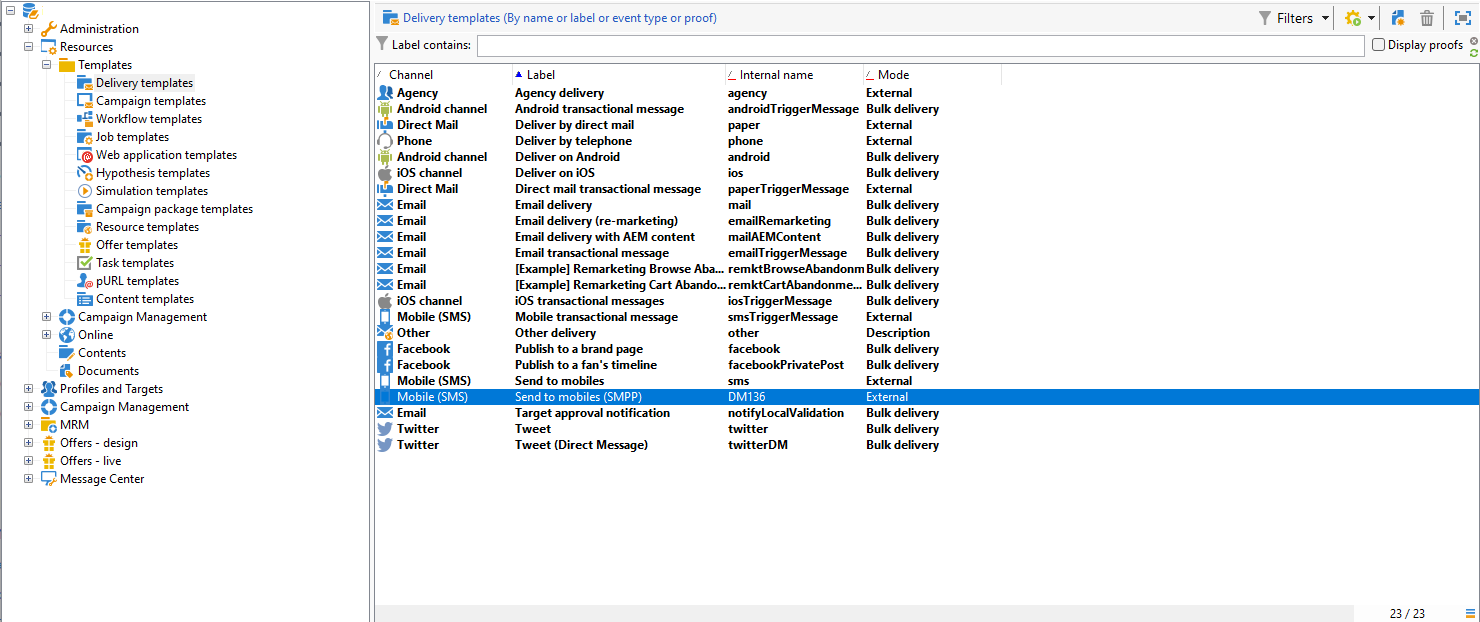 Administration
Resources
Templates
Delivery templates
Campaign templates
Workflow templates
Job templates
Web application templates
Hypothesis templates
Simulation templates
Campaign package templates
Resource templates
Offer templates
Task templates
pURL templates
Content templates
Campaign Management
Online
Contents
Documents
Profiles and Targets
Campaign Management
MRM
Offers - design
Offers - live
Message Center
Delivery templates (By name or label or event type or proof) Filters
Label contains: Display proofs
Channel Label Internal name Mode
Agency Agency delivery agency External
Android channel Android transactional message androidTriggerMessage Bulk delivery
Direct Mail Deliver by direct mail paper External
Phone Deliver by telephone phone External
Android channel Deliver on Android android Bulk delivery
iOS channel Deliver on iOS ios Bulk delivery
Direct Mail Direct mail transactional message paperTriggerMessage External
Email Email delivery mail Bulk delivery
Email Email delivery (re-marketing) emailRemarketing Bulk delivery
Email Email delivery with AEM content mailAEMContent Bulk delivery
Email Email transactional message emailTriggerMessage Bulk delivery
Email [Example] Remarketing Browse Aba... remktBrowseAbandonm Bulk delivery
Email [Example] Remarketing Cart Abando... remktCartAbandonme... Bulk delivery
iOS channel iOS transactional messages iosTriggerMessage Bulk delivery
Mobile (SMS) Mobile transactional message smsTriggerMessage External
Other Other delivery other Description
Facebook Publish to a brand page facebook Bulk delivery
Facebook Publish to a fan's timeline facebookPrivatePost Bulk delivery
Mobile (SMS) Send to mobiles sms External
Mobile (SMS) Send to mobiles (SMPP) DM136 External
Email Target approval notification notifyLocalValidation Bulk delivery
Twitter Tweet twitter Bulk delivery
Twitter Tweet (Direct Message) twitterDM Bulk delivery
23 / 23